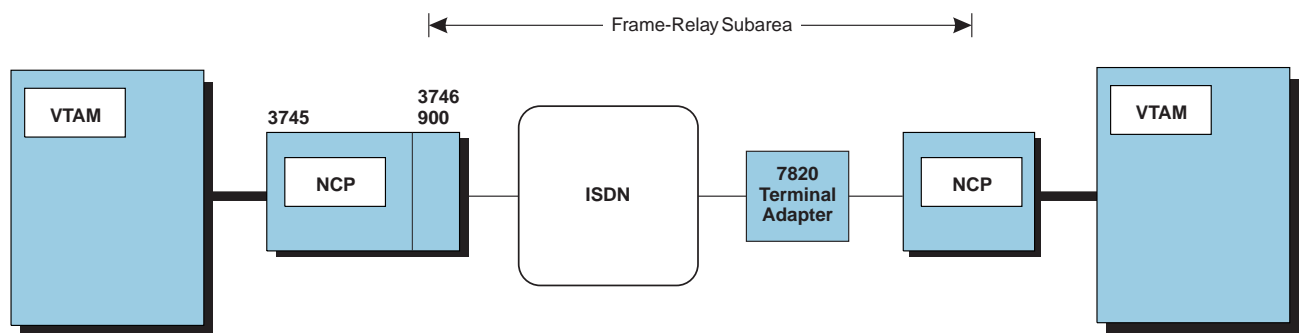 Frame-Relay Subarea
VTAM
3745
3746
900
NCP
ISDN
7820
Terminal
Adapter
NCP
VTAM